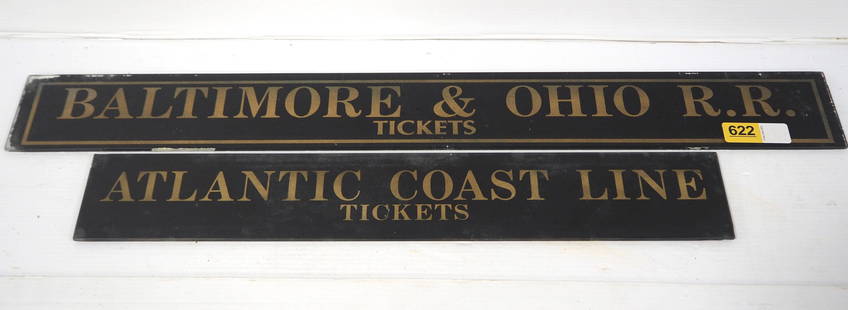 BALTIMORE & OHIO R.R.
TICKETS
622
ATLANTIC COAST LINE
TICKETS